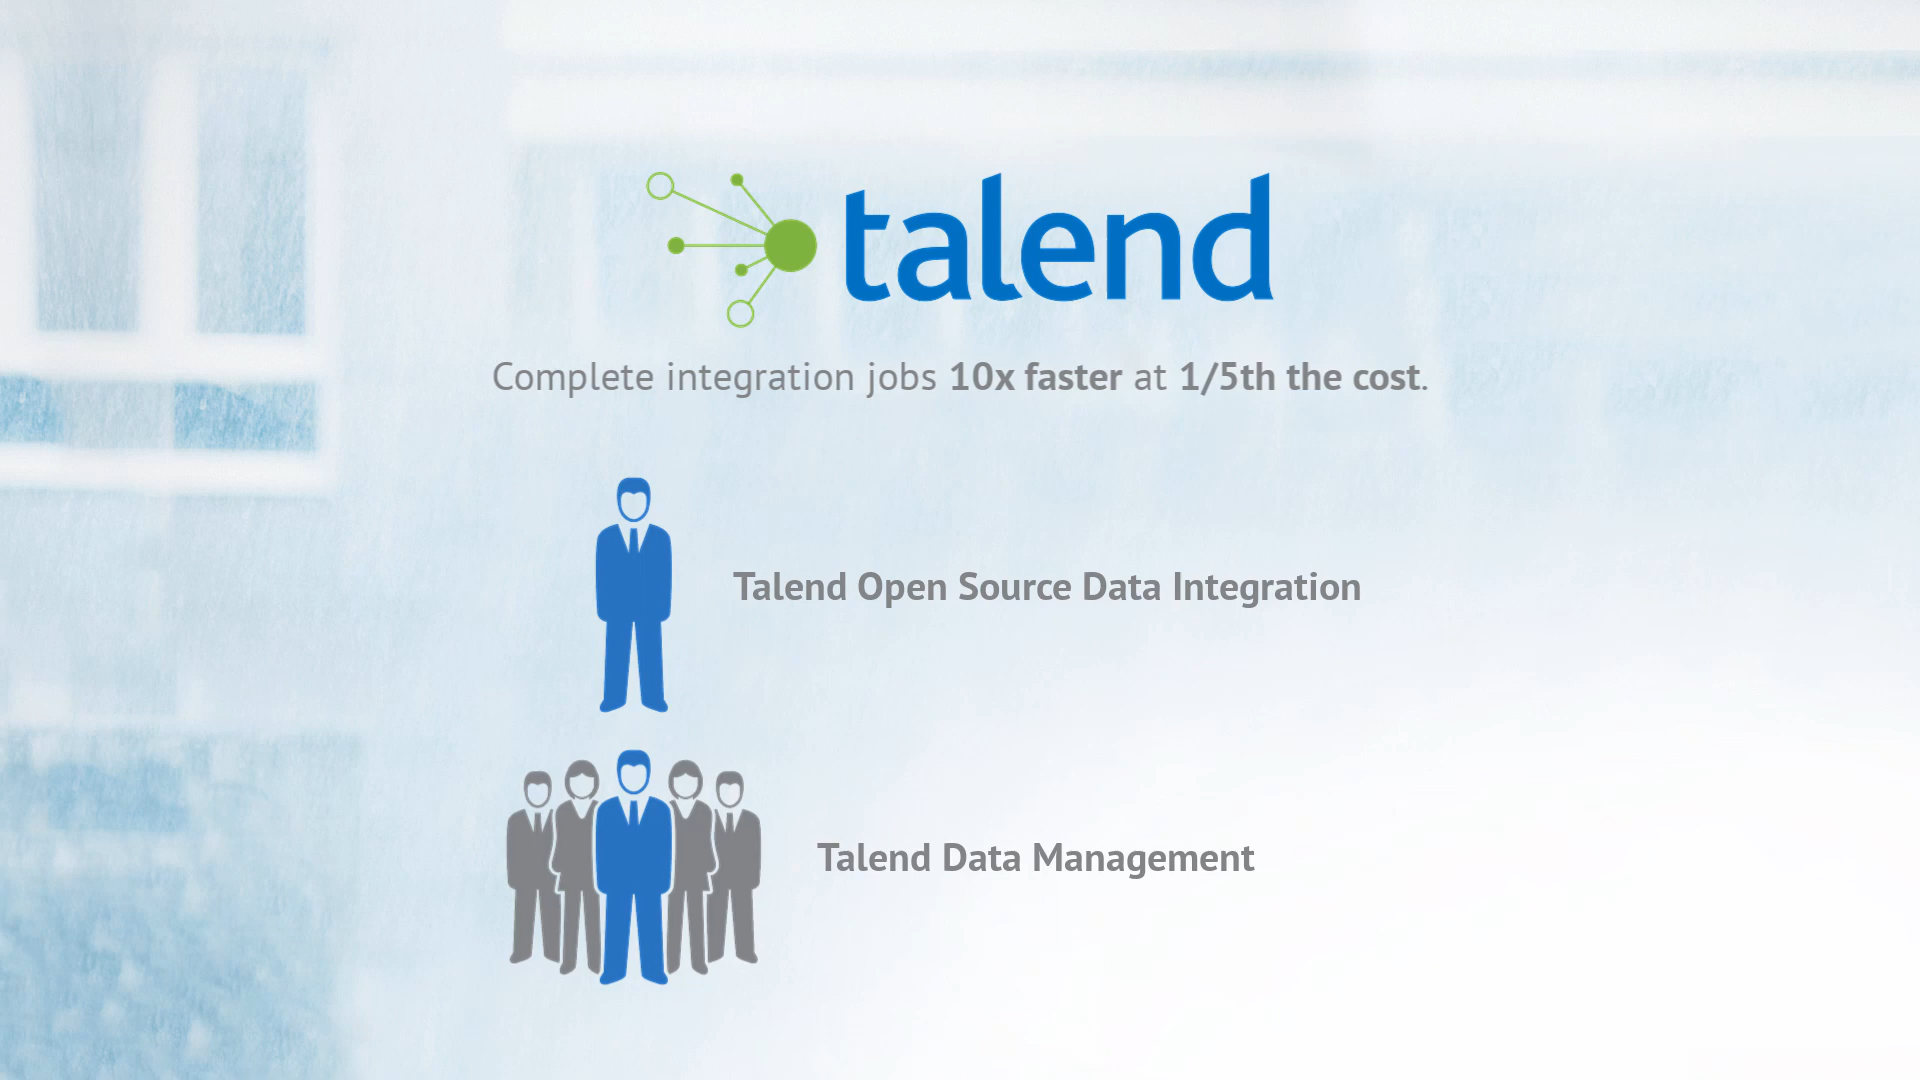 talend
Complete integration jobs 10x faster at 1/5th the cost.
Talend Open Source Data Integration
Talend Data Management